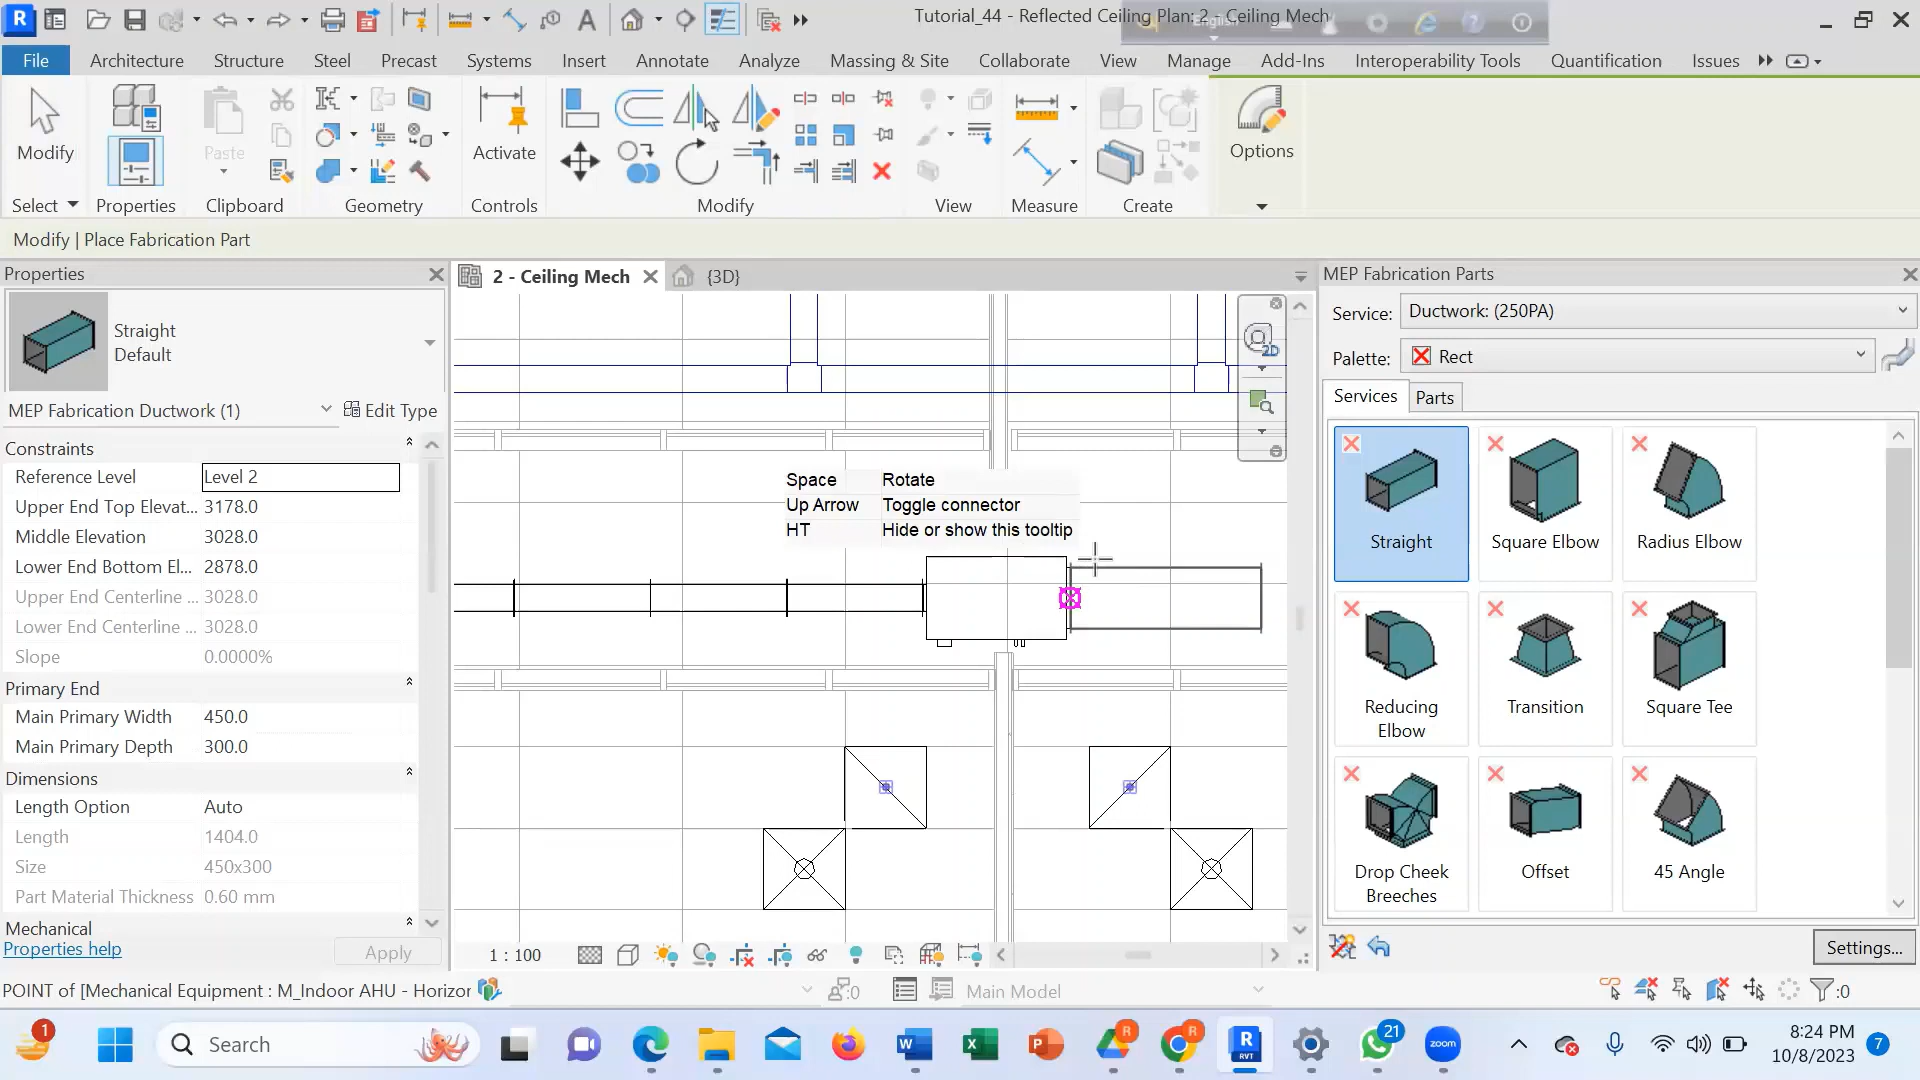 Tutorial_44 - Reflected Ceiling Plan: 2 - Ceiling Mech
File Architecture Structure Steel Precast Systems Insert Annotate Analyze Massing & Site Collaborate View Manage Add-Ins Interoperability Tools Quantification Issues
Modify
Paste
Activate
Options
Select Properties Clipboard Geometry Controls Modify View Measure Create
Modify | Place Fabrication Part
Properties
2 - Ceiling Mech
{3D}
MEP Fabrication Parts
Straight
Default
MEP Fabrication Ductwork (1)
Edit Type
Constraints
Reference Level Level 2
Upper End Top Elevat... 3178.0
Middle Elevation 3028.0
Lower End Bottom El... 2878.0
Upper End Centerline ... 3028.0
Lower End Centerline ... 3028.0
Slope 0.0000%
Primary End
Main Primary Width 450.0
Main Primary Depth 300.0
Dimensions
Length Option Auto
Length 1404.0
Size 450x300
Part Material Thickness 0.60 mm
Mechanical
Properties help
Apply
2D
Space Rotate
Up Arrow Toggle connector
HT Hide or show this tooltip
1 : 100
Service: Ductwork: (250PA)
Palette: Rect
Services Parts
Straight
Square Elbow
Radius Elbow
Reducing Elbow
Transition
Square Tee
Drop Cheek Breeches
Offset
45 Angle
Settings...
POINT of [Mechanical Equipment : M_Indoor AHU - Horizor
:0
Main Model
:0
1
Search
R
R
R
RVT
21
zoom
8:24 PM
10/8/2023
7